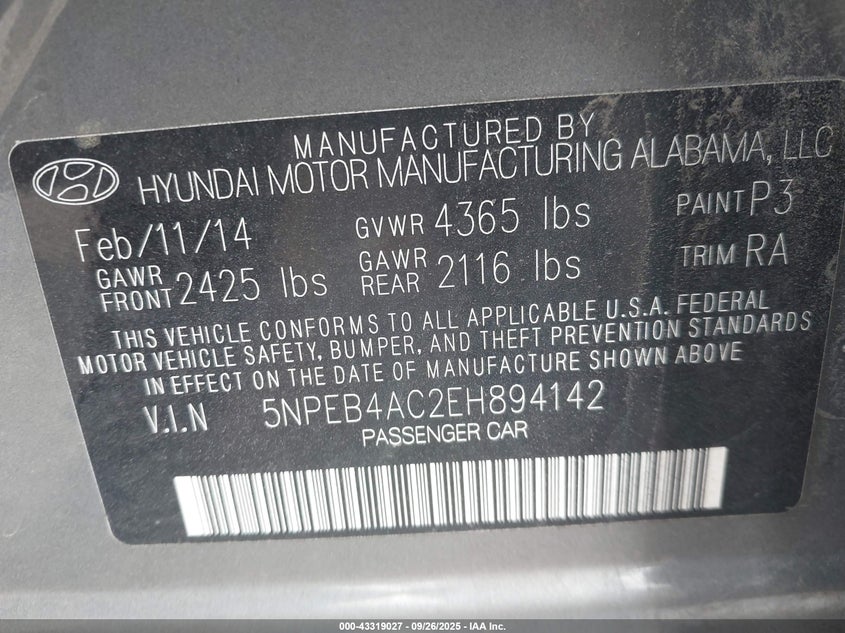 MANUFACTURED BY
HYUNDAI MOTOR MANUFACTURING ALABAMA, LLC
Feb/11/14 GVWR 4365 lbs PAINT P3
GAWR FRONT 2425 lbs GAWR REAR 2116 lbs TRIM RA
THIS VEHICLE CONFORMS TO ALL APPLICABLE U.S.A. FEDERAL
MOTOR VEHICLE SAFETY, BUMPER, AND THEFT PREVENTION STANDARDS
IN EFFECT ON THE DATE OF MANUFACTURE SHOWN ABOVE
V.I.N 5NPEB4AC2EH894142
PASSENGER CAR
000-43319027 - 09/26/2025 - IAA Inc.